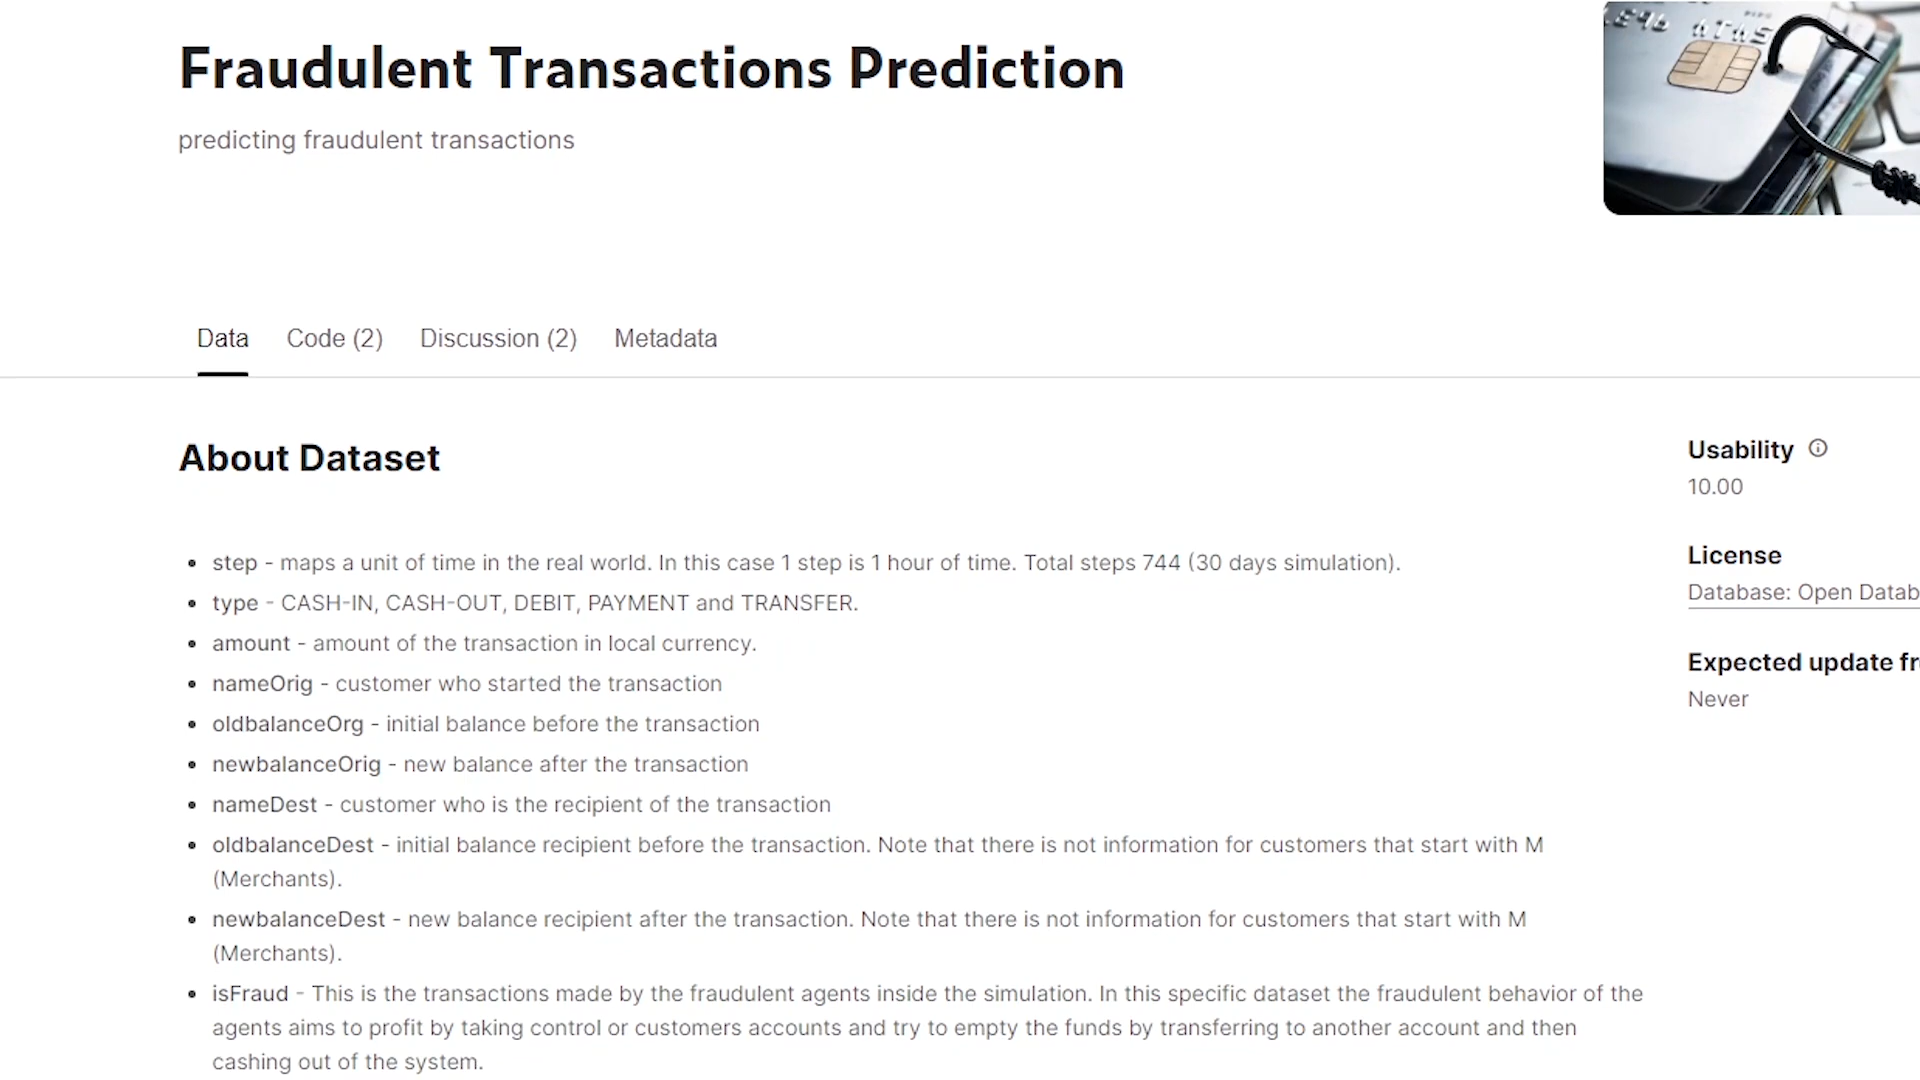 Fraudulent Transactions Prediction
predicting fraudulent transactions
Data
Code (2)
Discussion (2)
Metadata
About Dataset
step - maps a unit of time in the real world. In this case 1 step is 1 hour of time. Total steps 744 (30 days simulation).
type - CASH-IN, CASH-OUT, DEBIT, PAYMENT and TRANSFER.
amount - amount of the transaction in local currency.
nameOrig - customer who started the transaction
oldbalanceOrg - initial balance before the transaction
newbalanceOrig - new balance after the transaction
nameDest - customer who is the recipient of the transaction
oldbalanceDest - initial balance recipient before the transaction. Note that there is not information for customers that start with M
(Merchants).
newbalanceDest - new balance recipient after the transaction. Note that there is not information for customers that start with M
(Merchants).
isFraud - This is the transactions made by the fraudulent agents inside the simulation. In this specific dataset the fraudulent behavior of the
agents aims to profit by taking control or customers accounts and try to empty the funds by transferring to another account and then
cashing out of the system.
Usability
10.00
License
Database: Open Datab
Expected update fr
Never